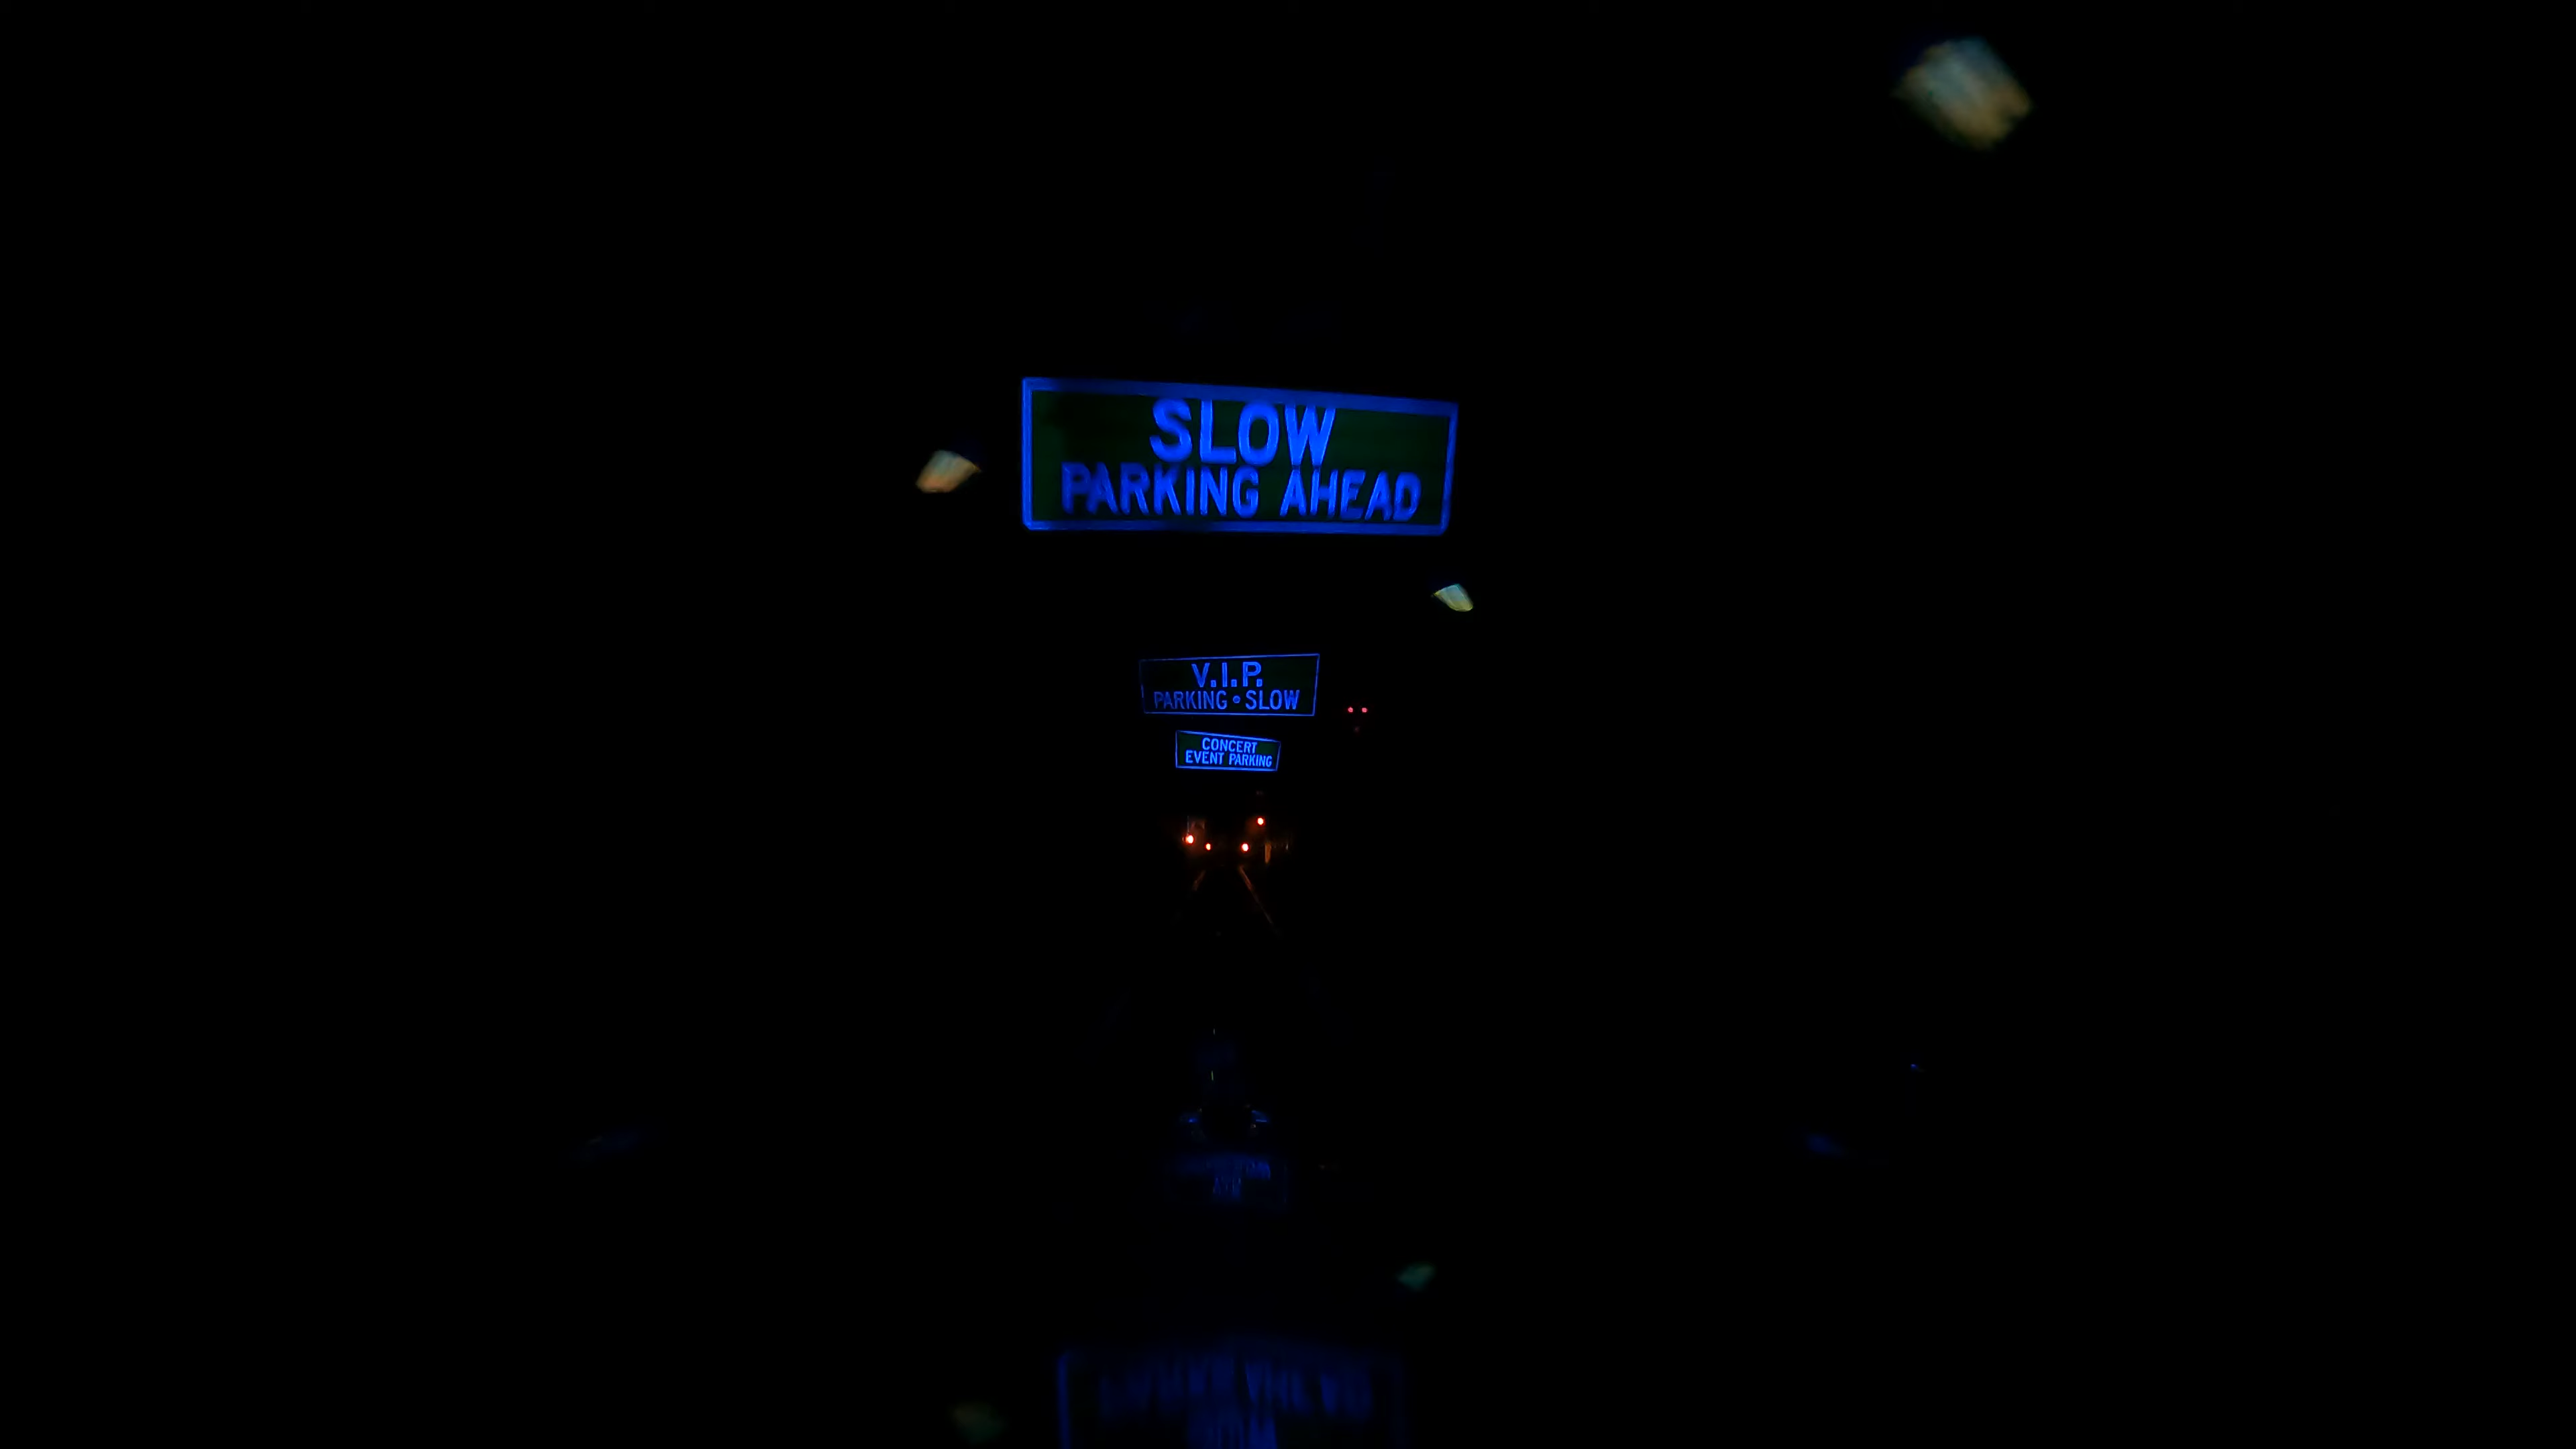 SLOW
PARKING AHEAD
V.I.P.
PARKING • SLOW
CONCERT
EVENT PARKING